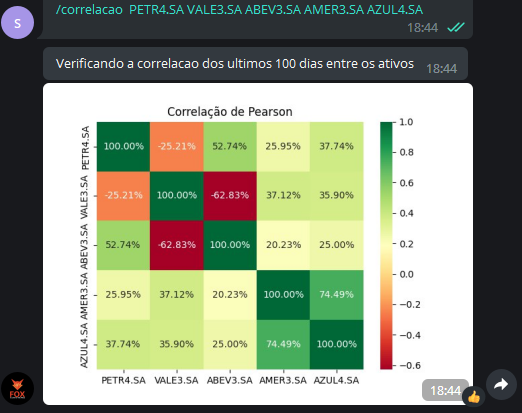 /correlacao PETR4.SA VALE3.SA ABEV3.SA AMER3.SA AZUL4.SA
18:44
S
Verificando a correlacao dos ultimos 100 dias entre os ativos
18:44
Correlação de Pearson
PETR4.SA 100.00% -25.21% 52.74% 25.95% 37.74%
VALE3.SA -25.21% 100.00% -62.83% 37.12% 35.90%
ABEV3.SA 52.74% -62.83% 100.00% 20.23% 25.00%
AMER3.SA 25.95% 37.12% 20.23% 100.00% 74.49%
AZUL4.SA 37.74% 35.90% 25.00% 74.49% 100.00%
PETR4.SA VALE3.SA ABEV3.SA AMER3.SA AZUL4.SA
1.0
0.8
0.6
0.4
0.2
0.0
−0.2
−0.4
−0.6
FOX
18:44